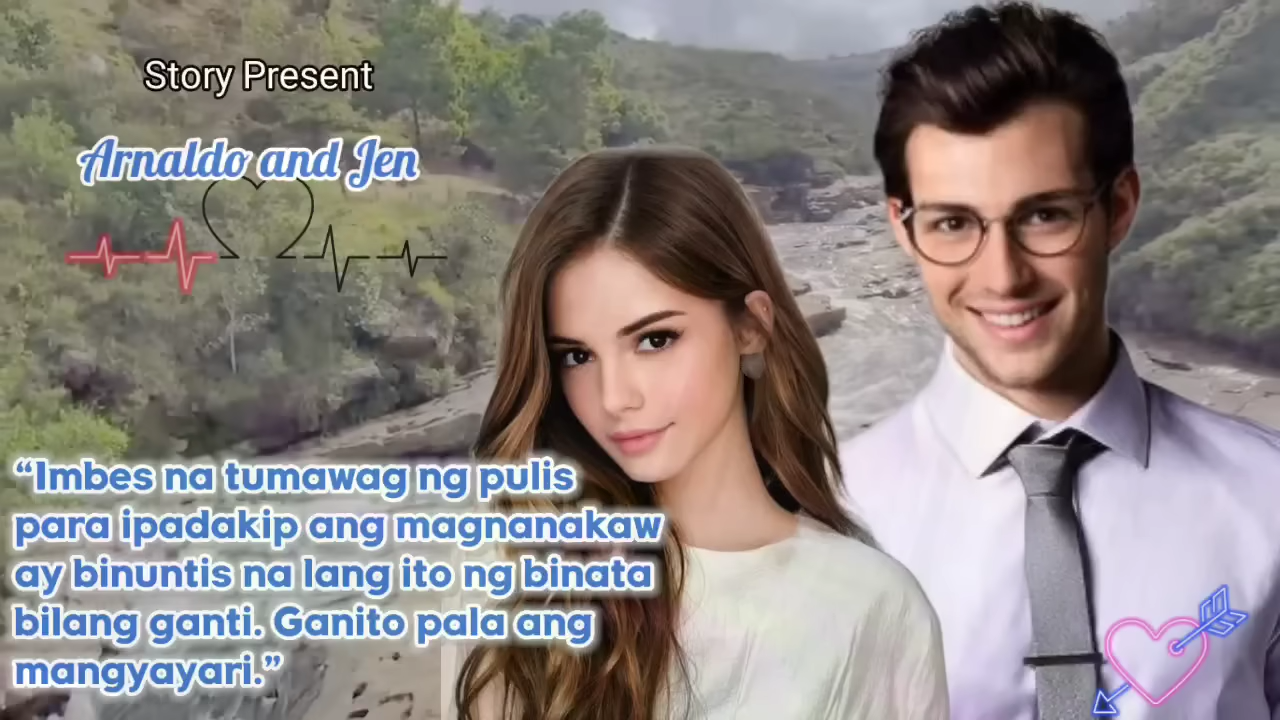 Story Present
Arnaldo and Jen
“Imbes na tumawag ng pulis
para ipadakip ang magnanakaw
ay binuntis na lang ito ng binata
bilang ganti. Ganito pala ang
mangyayari.”